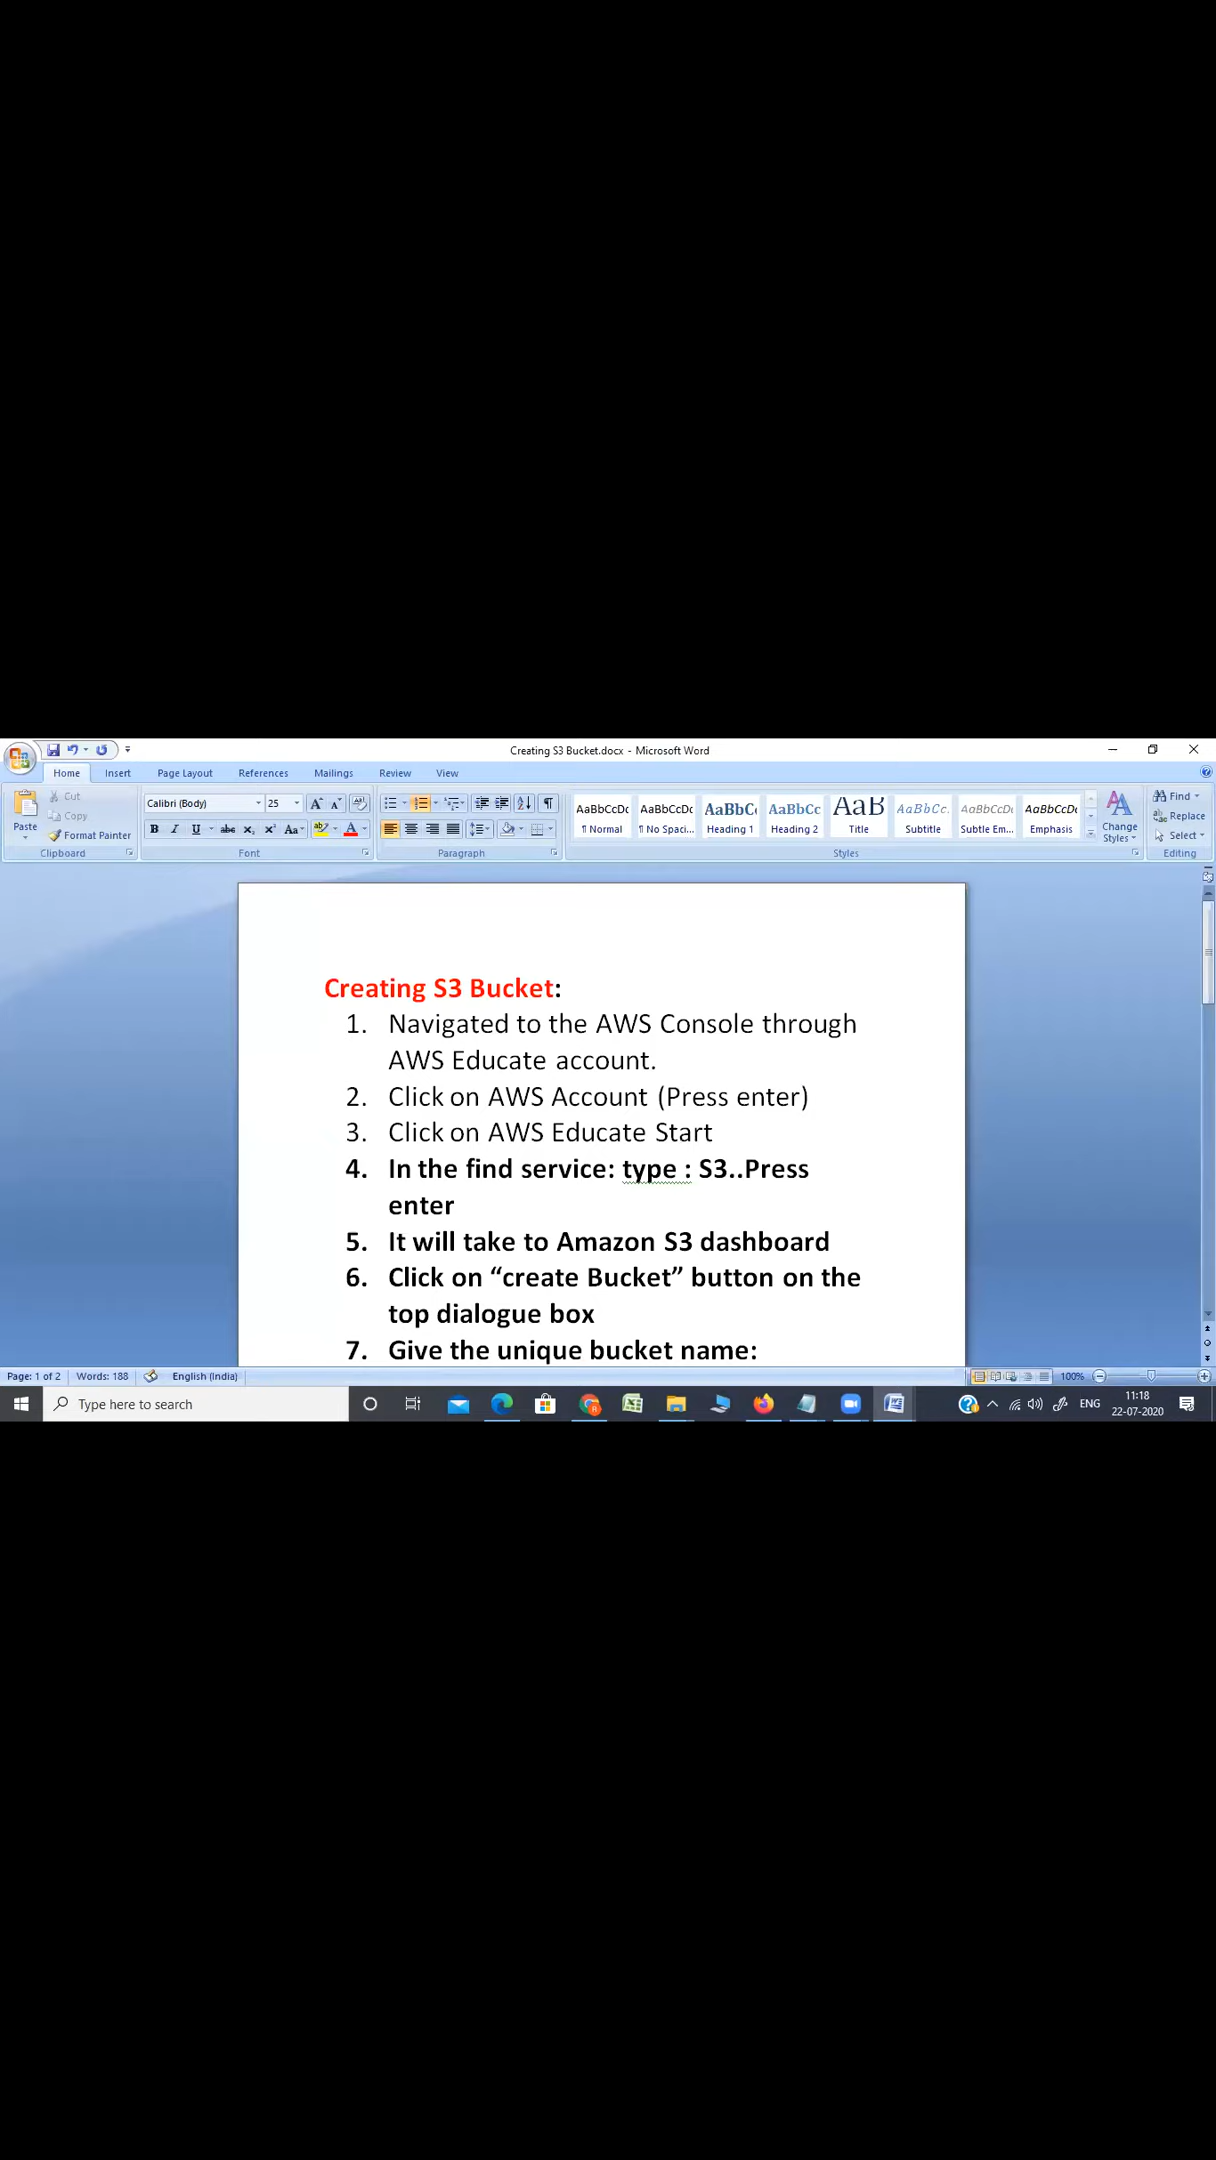 Creating S3 Bucket.docx - Microsoft Word
Home Insert Page Layout References Mailings Review View
Paste
Cut
Copy
Format Painter
Clipboard
Calibri (Body) 25
B I U abc x₂ x² Aa
Font
Paragraph
AaBbCcDc AaBbCcDc AaBbC AaBbCc AaB AaBbCc. AaBbCcDc AaBbCcDc
¶ Normal ¶ No Spaci... Heading 1 Heading 2 Title Subtitle Subtle Em... Emphasis
Change
Styles
Styles
Find
Replace
Select
Editing
Creating S3 Bucket:
1. Navigated to the AWS Console through
AWS Educate account.
2. Click on AWS Account (Press enter)
3. Click on AWS Educate Start
4. In the find service: type : S3..Press
enter
5. It will take to Amazon S3 dashboard
6. Click on “create Bucket” button on the
top dialogue box
7. Give the unique bucket name:
Page: 1 of 2 Words: 188 English (India) 100%
Type here to search
ENG
11:18
22-07-2020